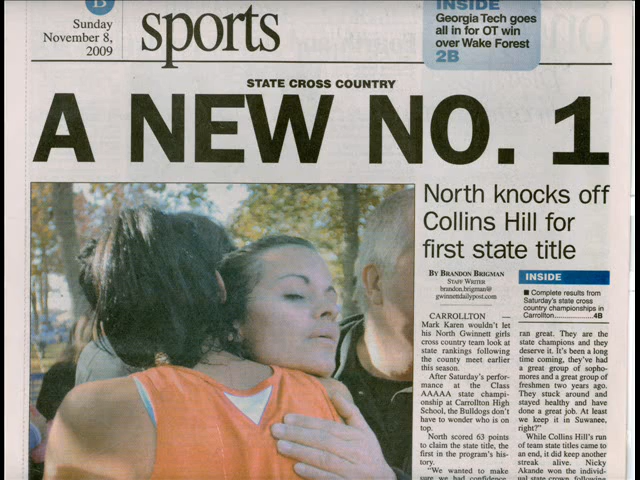 B
Sunday
November 8,
2009
sports
INSIDE
Georgia Tech goes
all in for OT win
over Wake Forest
2B
STATE CROSS COUNTRY
A NEW NO. 1
North knocks off
Collins Hill for
first state title
BY BRANDON BRIGMAN
STAFF WRITER
brandon.brigman@
gwinnettdailypost.com
CARROLLTON —
Mark Karen wouldn't let
his North Gwinnett girls
cross country team look at
state rankings following
the county meet earlier
this season.
After Saturday's perfor-
mance at the Class
AAAAA state champi-
onship at Carrollton High
School, the Bulldogs don't
have to wonder who is on
top.
North scored 63 points
to claim the state title, the
first in the program's his-
tory.
"We wanted to make
sure we had confidence,
INSIDE
■ Complete results from
Saturday's state cross
country championships in
Carrollton..............4B
ran great. They are the
state champions and they
deserve it. It's been a long
time coming, they've had
a great group of sopho-
mores and a great group of
freshmen two years ago.
They stuck around and
stayed healthy and have
done a great job. At least
we keep it in Suwanee,
right?"
While Collins Hill's run
of team state titles came to
an end, it did keep another
streak alive. Nicky
Akande won the individ-
ual state crown, following